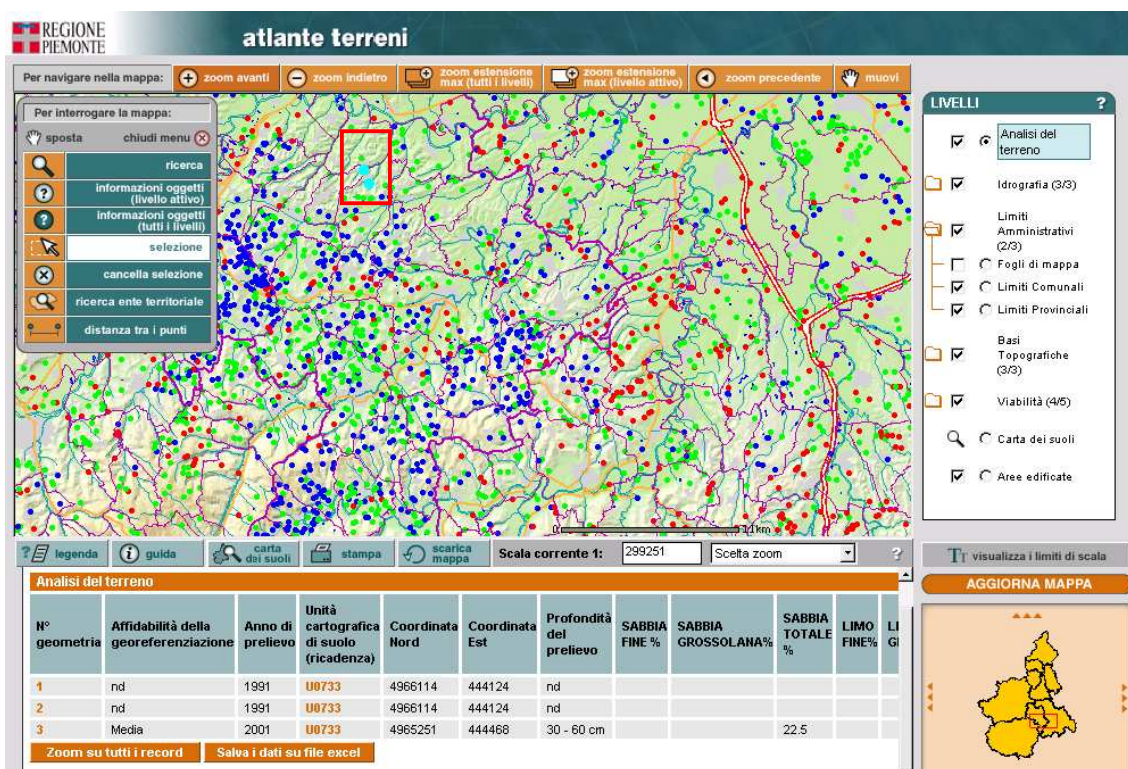 REGIONE
PIEMONTE
atlante terreni
Per navigare nella mappa:
zoom avanti
zoom indietro
zoom estensione
max (tutti i livelli)
zoom estensione
max (livello attivo)
zoom precedente
muovi
Per interrogare la mappa:
sposta
chiudi menu
ricerca
informazioni oggetti
(livello attivo)
informazioni oggetti
(tutti i livelli)
selezione
cancella selezione
ricerca ente territoriale
distanza tra i punti
LIVELLI ?
Analisi del
terreno
Idrografia (3/3)
Limiti
Amministrativi
(2/3)
Fogli di mappa
Limiti Comunali
Limiti Provinciali
Basi
Topografiche
(3/3)
Viabilità (4/5)
Carta dei suoli
Aree edificate
? legenda
guida
carta
dei suoli
stampa
scarica
mappa
Scala corrente 1:
299251
Scelta zoom
?
TT visualizza i limiti di scala
AGGIORNA MAPPA
Analisi del terreno
N°
geometria
Affidabilità della
georeferenziazione
Anno di
prelievo
Unità
cartografica
di suolo
(ricadenza)
Coordinata
Nord
Coordinata
Est
Profondità
del
prelievo
SABBIA
FINE %
SABBIA
GROSSOLANA%
SABBIA
TOTALE
%
LIMO
FINE%
1 nd 1991 U0733 4966114 444124 nd
2 nd 1991 U0733 4966114 444124 nd
3 Media 2001 U0733 4965251 444468 30 - 60 cm 22.5
Zoom su tutti i record
Salva i dati su file excel